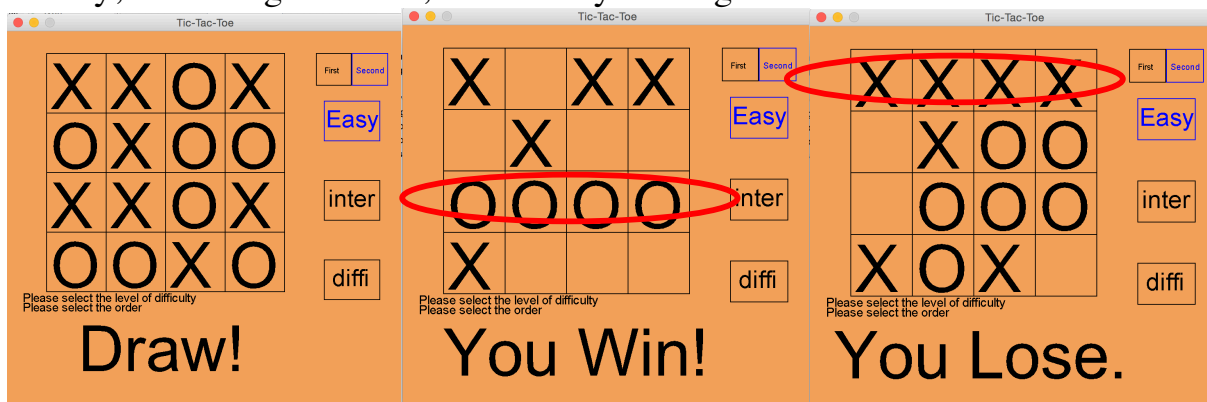 Tic-Tac-Toe
X X O X
First Second
O X O O
Easy
X X O X
inter
O O X O
diffi
Please select the level of difficulty
Please select the order
Draw!
Tic-Tac-Toe
X X X
First Second
X
Easy
O O O O
inter
X
diffi
Please select the level of difficulty
Please select the order
You Win!
Tic-Tac-Toe
X X X X
First Second
X O O
Easy
O O O
inter
X O X
diffi
Please select the level of difficulty
Please select the order
You Lose.